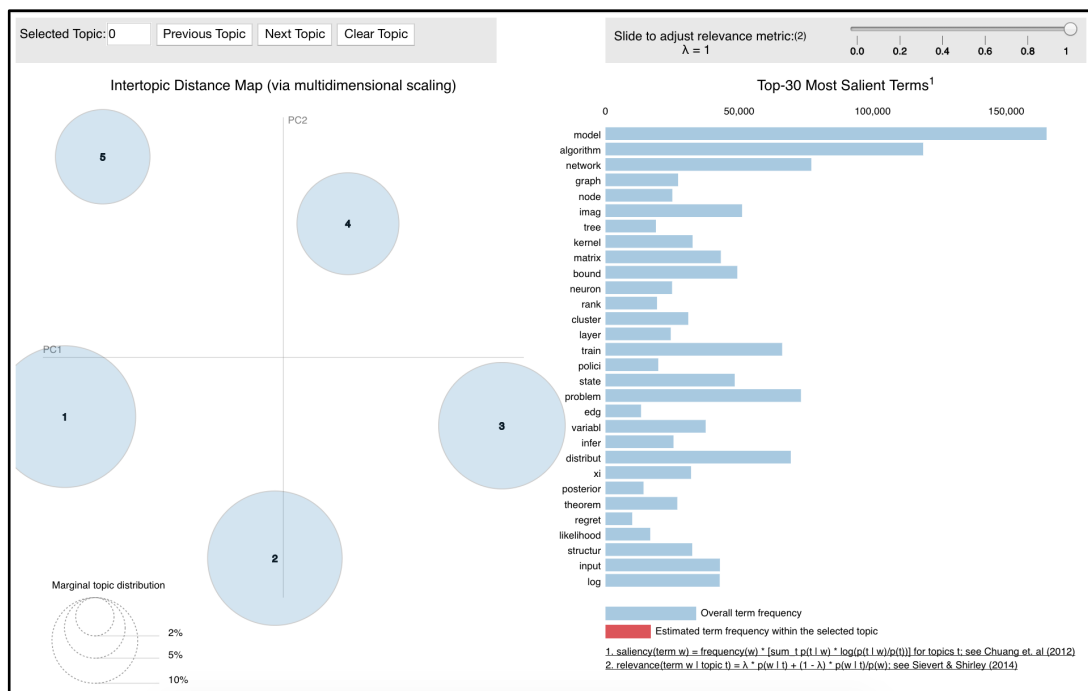 Selected Topic: 0 Previous Topic Next Topic Clear Topic
Slide to adjust relevance metric:(2)
λ = 1
0.0 0.2 0.4 0.6 0.8 1
Intertopic Distance Map (via multidimensional scaling)
PC2
PC1
5
4
1
3
2
Marginal topic distribution
2%
5%
10%
Top-30 Most Salient Terms1
0 50,000 100,000 150,000
model
algorithm
network
graph
node
imag
tree
kernel
matrix
bound
neuron
rank
cluster
layer
train
polici
state
problem
edg
variabl
infer
distribut
xi
posterior
theorem
regret
likelihood
structur
input
log
Overall term frequency
Estimated term frequency within the selected topic
1. saliency(term w) = frequency(w) * [sum_t p(t | w) * log(p(t | w)/p(t))] for topics t; see Chuang et. al (2012)
2. relevance(term w | topic t) = λ * p(w | t) + (1 - λ) * p(w | t)/p(w); see Sievert & Shirley (2014)